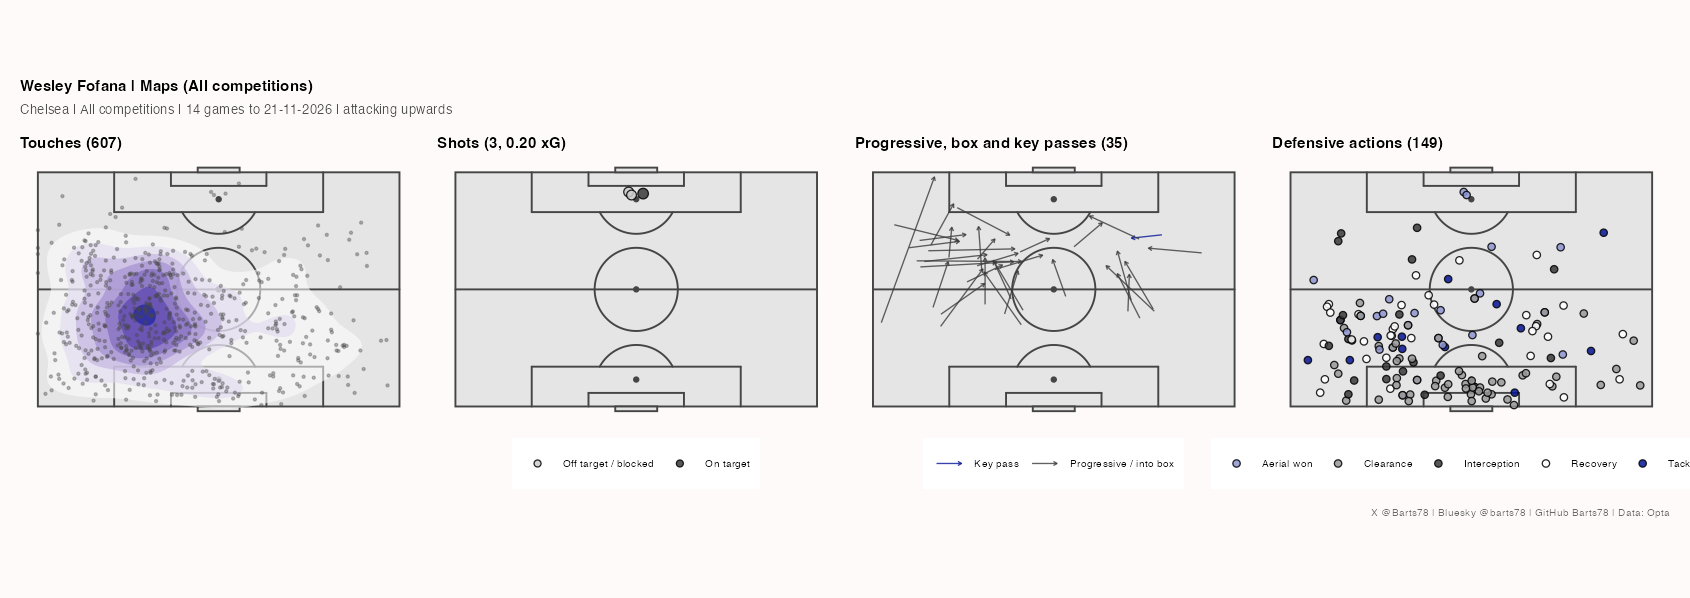 Wesley Fofana | Maps (All competitions)
Chelsea | All competitions | 14 games to 21-11-2026 | attacking upwards
Touches (607)
Shots (3, 0.20 xG)
Progressive, box and key passes (35)
Defensive actions (149)
Off target / blocked
On target
Key pass
Progressive / into box
Aerial won
Clearance
Interception
Recovery
Tack
X @Barts78 | Bluesky @barts78 | GitHub Barts78 | Data: Opta